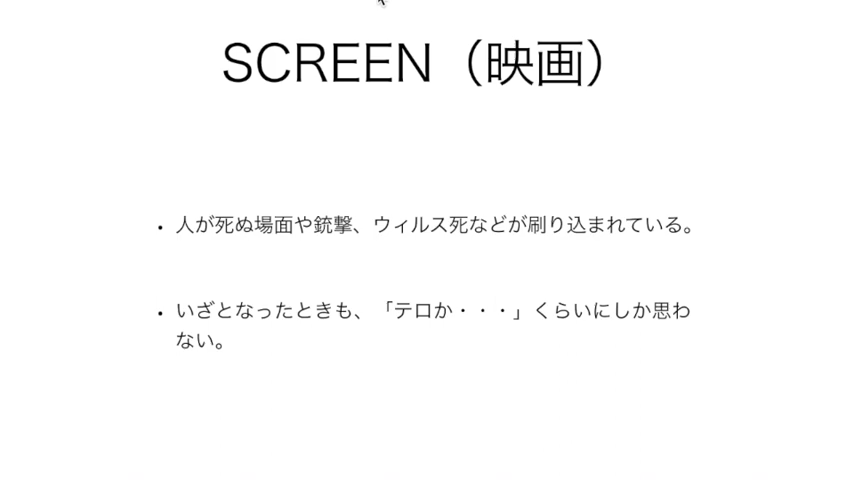 SCREEN（映画）
・人が死ぬ場面や銃撃、ウィルス死などが刷り込まれている。
・いざとなったときも、「テロか・・・」くらいにしか思わ
ない。